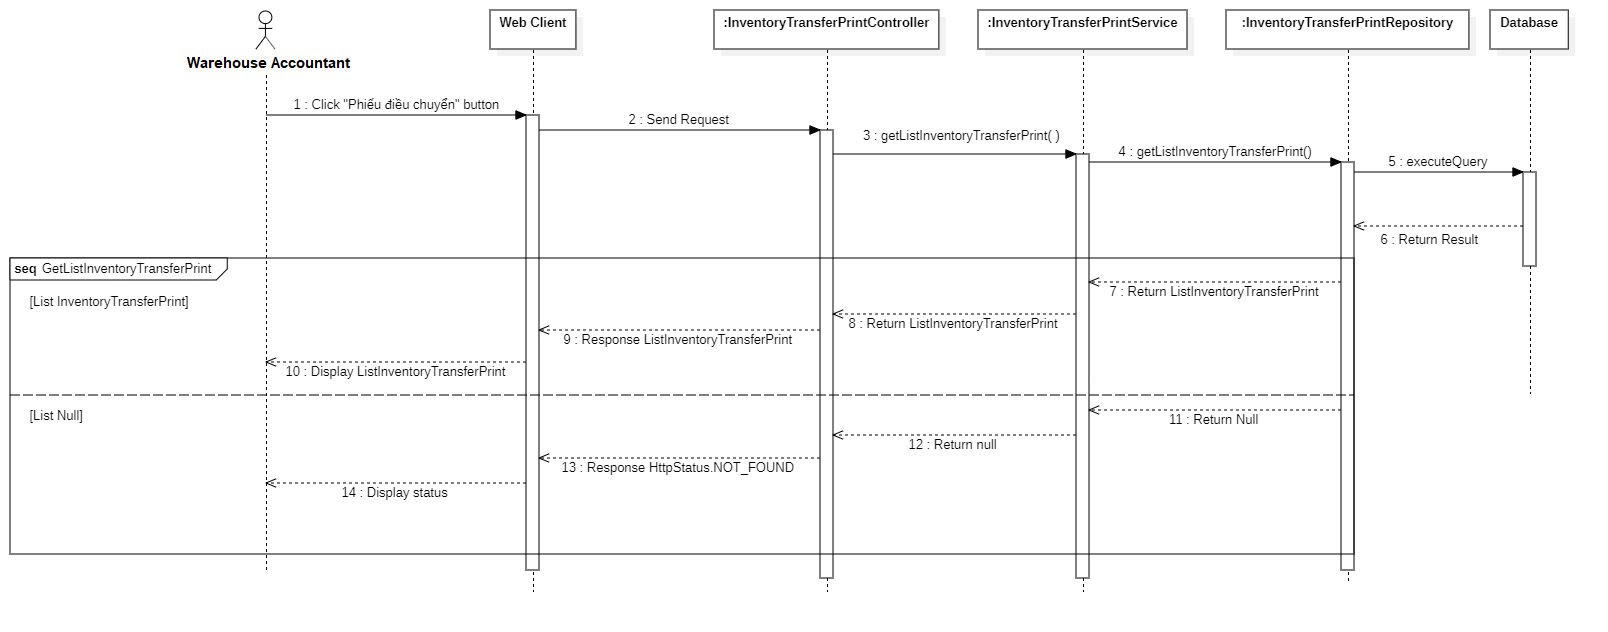 Web Client
:InventoryTransferPrintController
:InventoryTransferPrintService
:InventoryTransferPrintRepository
Database
Warehouse Accountant
1 : Click "Phiếu điều chuyển" button
2 : Send Request
3 : getListInventoryTransferPrint( )
4 : getListInventoryTransferPrint()
5 : executeQuery
6 : Return Result
seq GetListInventoryTransferPrint
[List InventoryTransferPrint]
7 : Return ListInventoryTransferPrint
8 : Return ListInventoryTransferPrint
9 : Response ListInventoryTransferPrint
10 : Display ListInventoryTransferPrint
[List Null]
11 : Return Null
12 : Return null
13 : Response HttpStatus.NOT_FOUND
14 : Display status